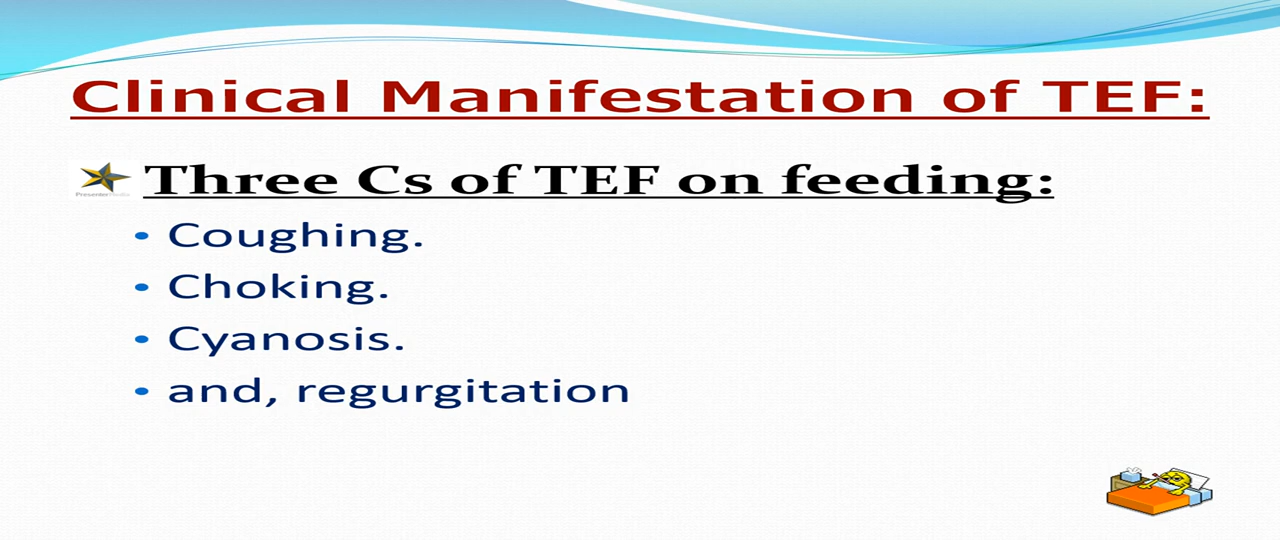 Clinical Manifestation of TEF:
Three Cs of TEF on feeding:
• Coughing.
• Choking.
• Cyanosis.
• and, regurgitation